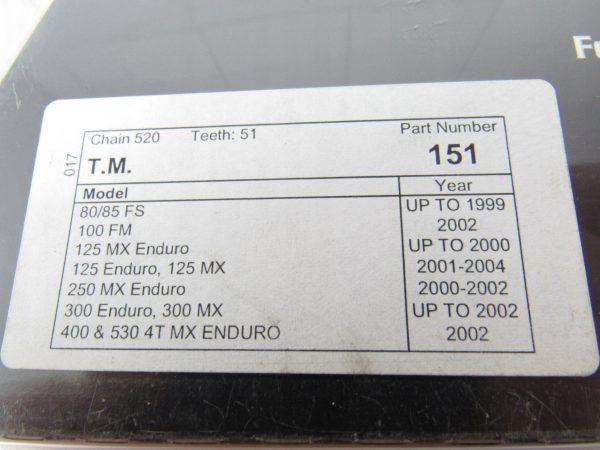 Fu
017
Chain 520 Teeth: 51 Part Number
T.M. 151
Model Year
80/85 FS UP TO 1999
100 FM 2002
125 MX Enduro UP TO 2000
125 Enduro, 125 MX 2001-2004
250 MX Enduro 2000-2002
300 Enduro, 300 MX UP TO 2002
400 & 530 4T MX ENDURO 2002